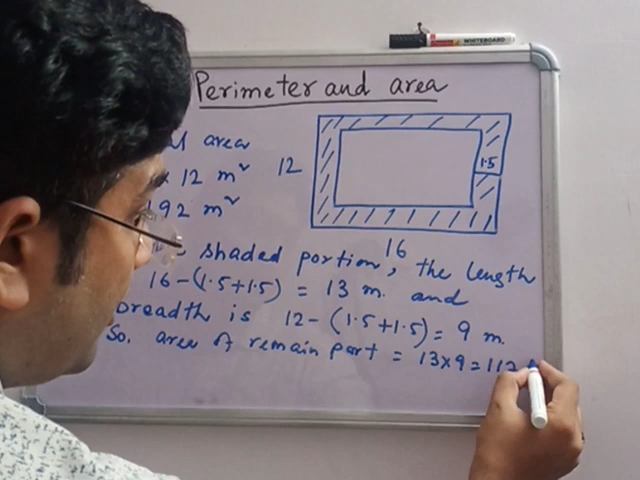 WHITEBOARD
Perimeter and area
area
12 m²
192 m²
12
1.5
16
shaded portion, the length
16-(1.5+1.5) = 13 m. and
breadth is 12-(1.5+1.5) = 9 m.
So. area of remain part = 13×9=117